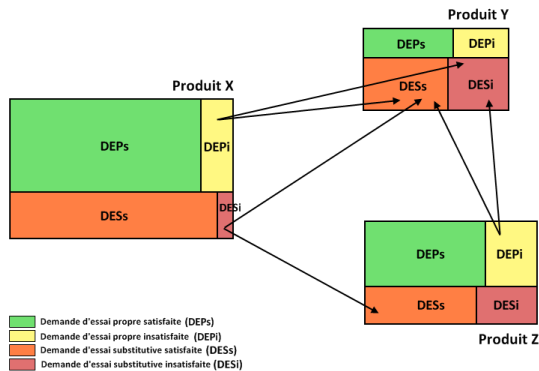 Produit Y
DEPs DEPi
DESs DESi
Produit X
DEPs DEPi
DESs DESi
DEPs DEPi
DESs DESi
Produit Z
Demande d'essai propre satisfaite (DEPs)
Demande d'essai propre insatisfaite (DEPi)
Demande d'essai substitutive satisfaite (DESs)
Demande d'essai substitutive insatisfaite (DESi)